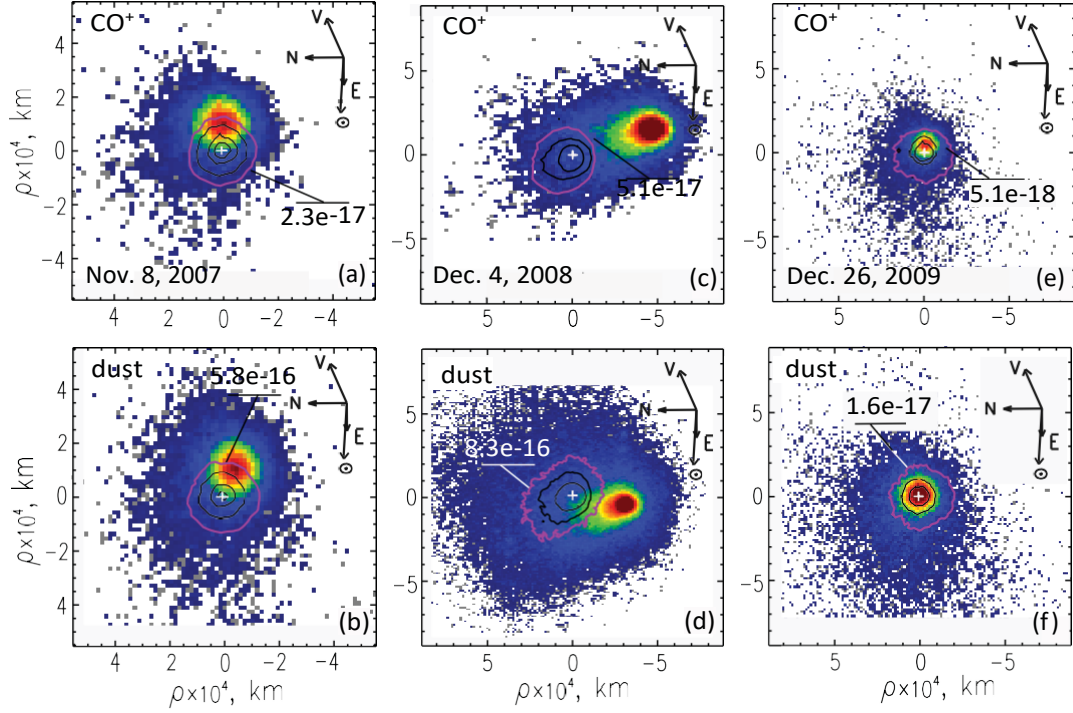 CO⁺
V
N
E
2.3e-17
Nov. 8, 2007
(a)
ρ×10⁴, km
4
2
0
−2
−4
4
2
0
−2
−4
CO⁺
V
N
E
5.1e-17
Dec. 4, 2008
(c)
5
0
−5
5
0
−5
CO⁺
V
N
E
5.1e-18
Dec. 26, 2009
(e)
5
0
−5
5
0
−5
dust
5.8e-16
V
N
E
(b)
ρ×10⁴, km
4
2
0
−2
4
4
2
0
−2
−4
ρ×10⁴, km
dust
V
N
E
8.3e-16
(d)
5
0
−5
5
0
−5
ρ×10⁴, km
dust
V
N
E
1.6e-17
(f)
5
0
−5
5
0
−5
ρ×10⁴, km